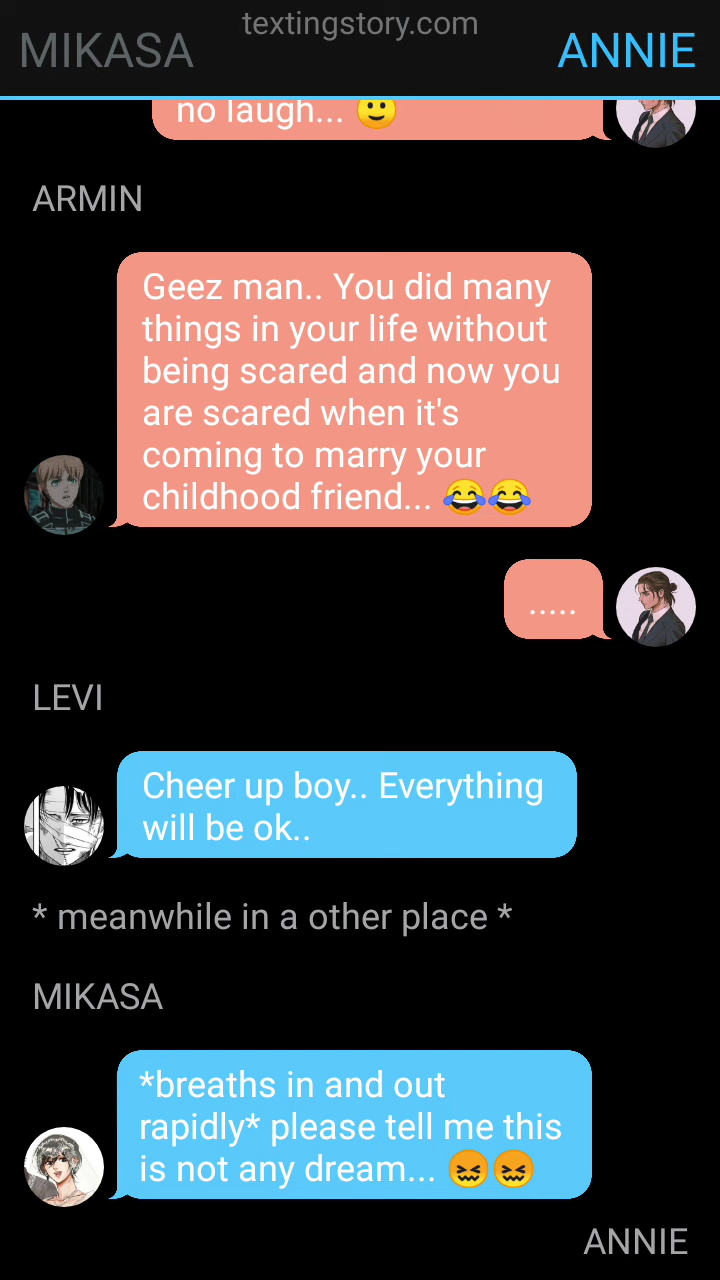 textingstory.com
MIKASA
ANNIE
no laugh... 🙂
ARMIN
Geez man.. You did many
things in your life without
being scared and now you
are scared when it's
coming to marry your
childhood friend... 😂😂
.....
LEVI
Cheer up boy.. Everything
will be ok..
* meanwhile in a other place *
MIKASA
*breaths in and out
rapidly* please tell me this
is not any dream... 😖😖
ANNIE